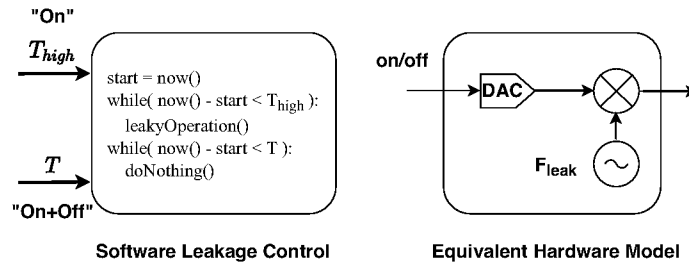 "On"
T_high
start = now()
while( now() - start < T_high ):
leakyOperation()
while( now() - start < T ):
doNothing()
T
"On+Off"
Software Leakage Control
on/off
DAC
F_leak
Equivalent Hardware Model